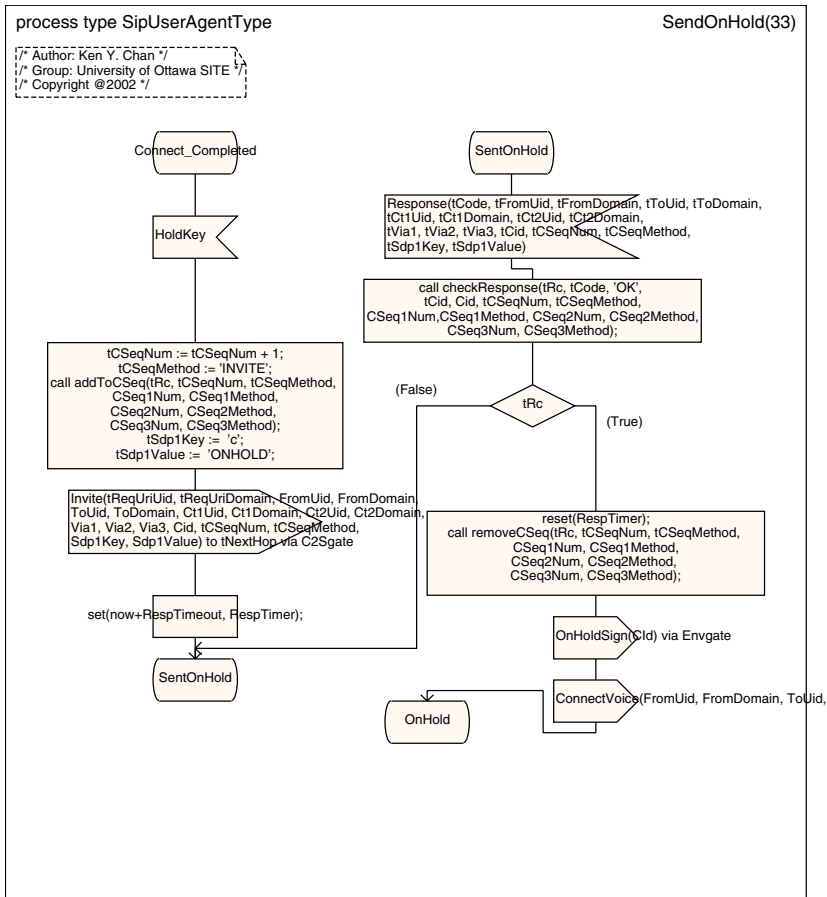 process type SipUserAgentType
SendOnHold(33)
/* Author: Ken Y. Chan */
/* Group: University of Ottawa SITE */
/* Copyright @2002 */
Connect_Completed
HoldKey
tCSeqNum := tCSeqNum + 1;
tCSeqMethod := 'INVITE';
call addToCSeq(tRc, tCSeqNum, tCSeqMethod,
CSeq1Num, CSeq1Method,
CSeq2Num, CSeq2Method,
CSeq3Num, CSeq3Method);
tSdp1Key := 'c';
tSdp1Value := 'ONHOLD';
Invite(tReqUriUid, tReqUriDomain, FromUid, FromDomain,
ToUid, ToDomain, Ct1Uid, Ct1Domain, Ct2Uid, Ct2Domain,
Via1, Via2, Via3, Cid, tCSeqNum, tCSeqMethod,
Sdp1Key, Sdp1Value) to tNextHop via C2Sgate
set(now+RespTimeout, RespTimer);
SentOnHold
SentOnHold
Response(tCode, tFromUid, tFromDomain, tToUid, tToDomain,
tCt1Uid, tCt1Domain, tCt2Uid, tCt2Domain,
tVia1, tVia2, tVia3, tCid, tCSeqNum, tCSeqMethod,
tSdp1Key, tSdp1Value)
call checkResponse(tRc, tCode, 'OK',
tCid, Cid, tCSeqNum, tCSeqMethod,
CSeq1Num,CSeq1Method, CSeq2Num, CSeq2Method,
CSeq3Num, CSeq3Method);
(False)
tRc
(True)
reset(RespTimer);
call removeCSeq(tRc, tCSeqNum, tCSeqMethod,
CSeq1Num, CSeq1Method,
CSeq2Num, CSeq2Method,
CSeq3Num, CSeq3Method);
OnHoldSign(CId) via Envgate
ConnectVoice(FromUid, FromDomain, ToUid,
OnHold